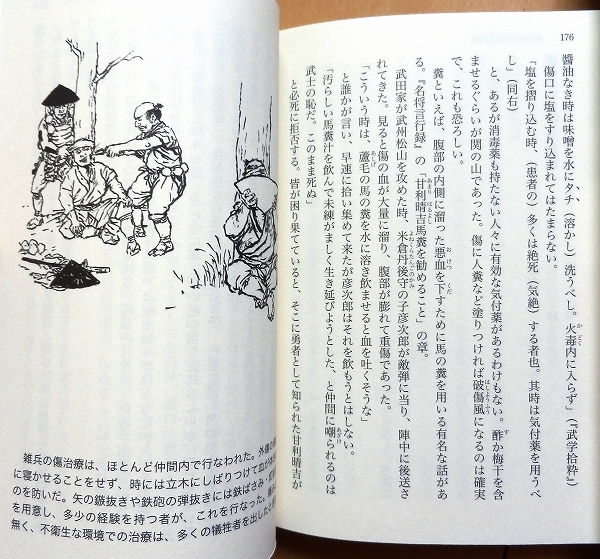 176
醬油なき時は味噌を水にタチ、（溶かし）洗うべし。火毒内に入らず」（『武学拾粋』
傷口に塩をすり込まれてはたまらない。
「塩を摺り込む時、（患者の）多くは絶死（気絶）する者也。其時は気付薬を用うべ
し」（同右）
と、あるが消毒薬も持たない人々に有効な気付薬があるわけもない。酢か梅干を含
ませるぐらいが関の山であった。傷に人糞など塗りつければ破傷風になるのは確実
で、これも恐ろしい。
糞といえば、腹部の内側に溜った悪血を下すために馬の糞を用いる有名な話があ
る。『名将言行録』の「甘利晴吉馬糞を勧めること」の章。
武田家が武州松山を攻めた時、米倉丹後守の子彦次郎が敵弾に当り、陣中に後送さ
れてきた。見ると傷の血が大量に溜り、腹部が膨れて重傷であった。
「こういう時は、蘆毛の馬の糞を水に溶き飲ませると血を吐くそうな」
と誰かが言い、早速に拾い集めて来たが彦次郎はそれを飲もうとはしない。
「汚らしい馬糞汁を飲んで未練がましく生き延びようとした、と仲間に嘲られるのは
武士の恥だ。このまま死ぬ
と必死に拒否する。皆が困り果てていると、そこに勇者として知られた甘利晴吉が
雑兵の傷治療は、ほとんど仲間内で行なわれた。外傷の
に寝かせることをせず、時には立木にしばりつけて血が
のを防いだ。矢の鏃抜きや鉄砲の弾抜きには鉄ばさみ・
を用意し、多少の経験を持つ者が、これを行なった。
無く、不衛生な環境での治療は、多くの犠牲者を出した